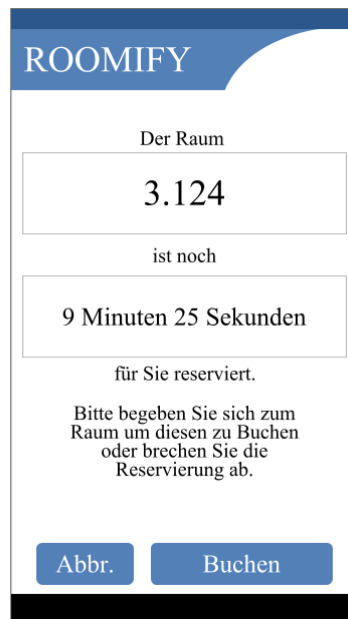 ROOMIFY
Der Raum
3.124
ist noch
9 Minuten 25 Sekunden
für Sie reserviert.
Bitte begeben Sie sich zum
Raum um diesen zu Buchen
oder brechen Sie die
Reservierung ab.
Abbr. Buchen